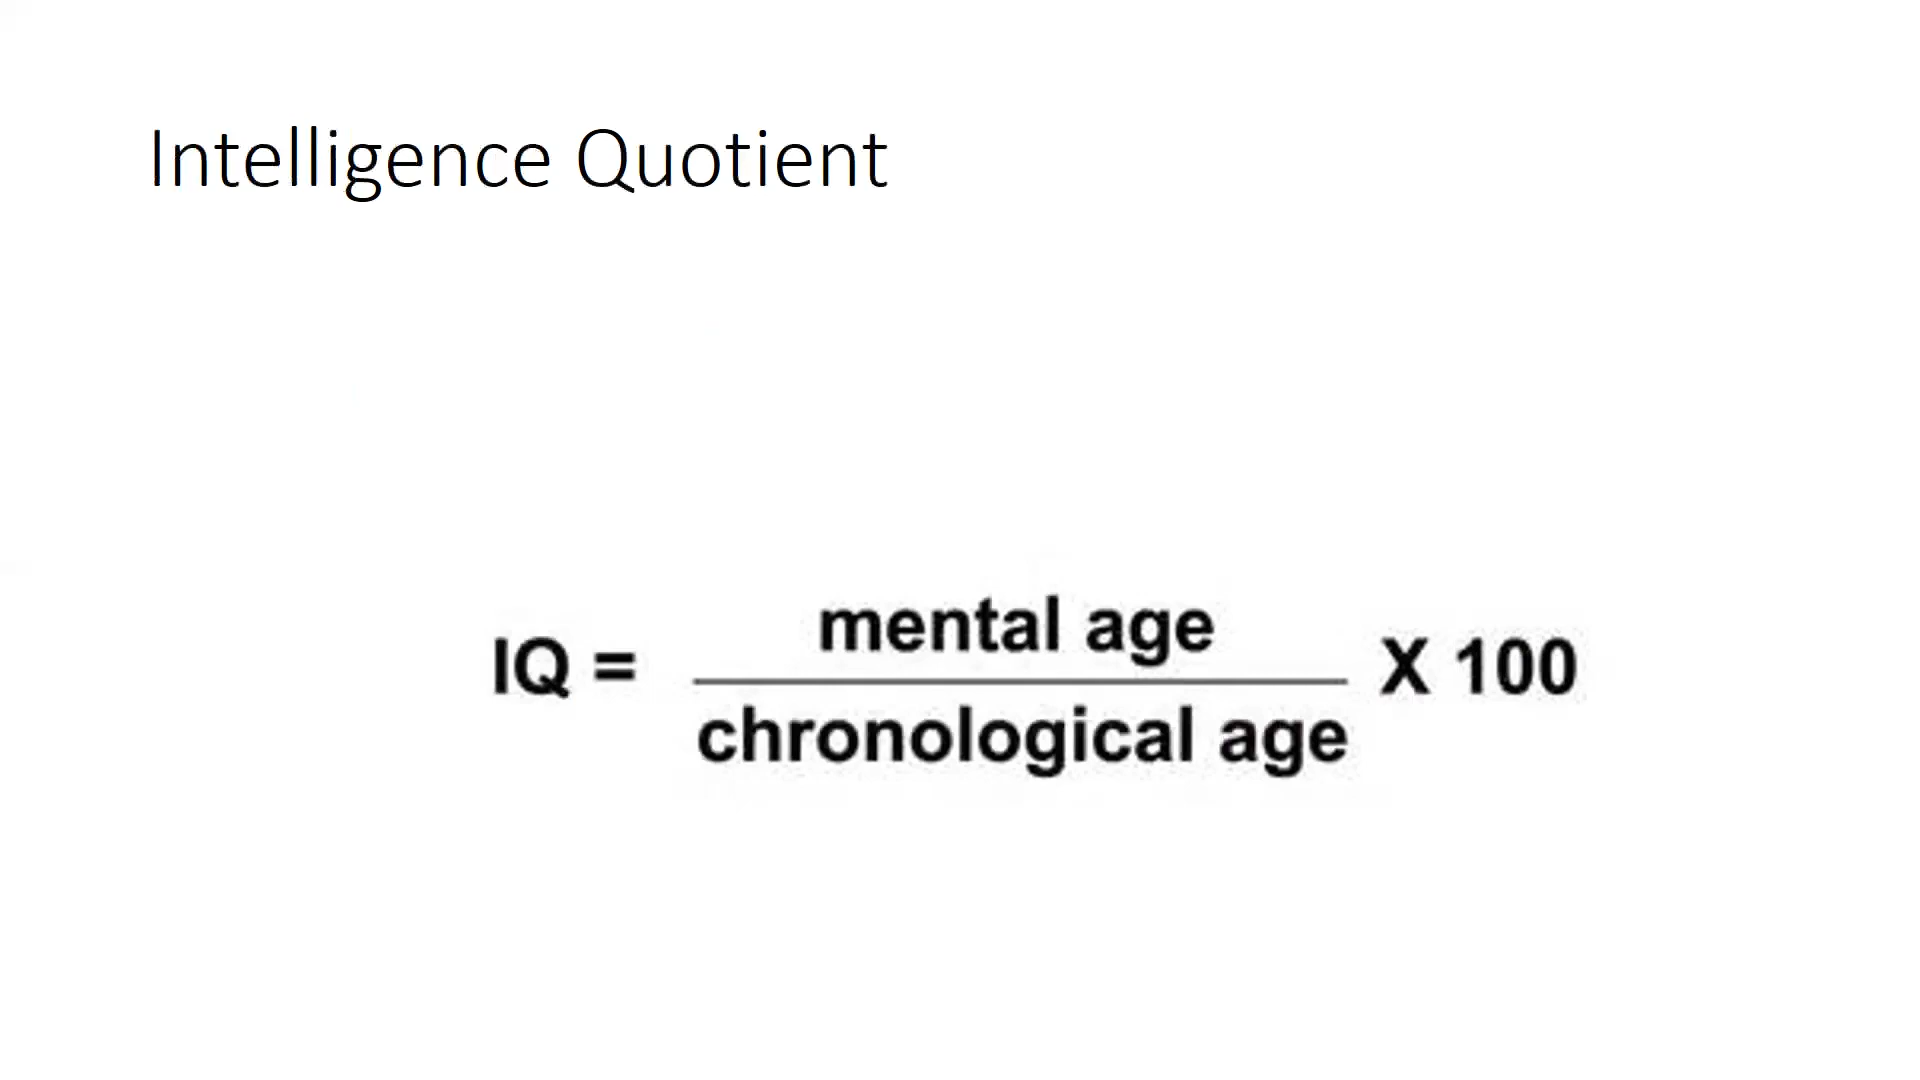 Intelligence Quotient
IQ = mental age X 100
chronological age